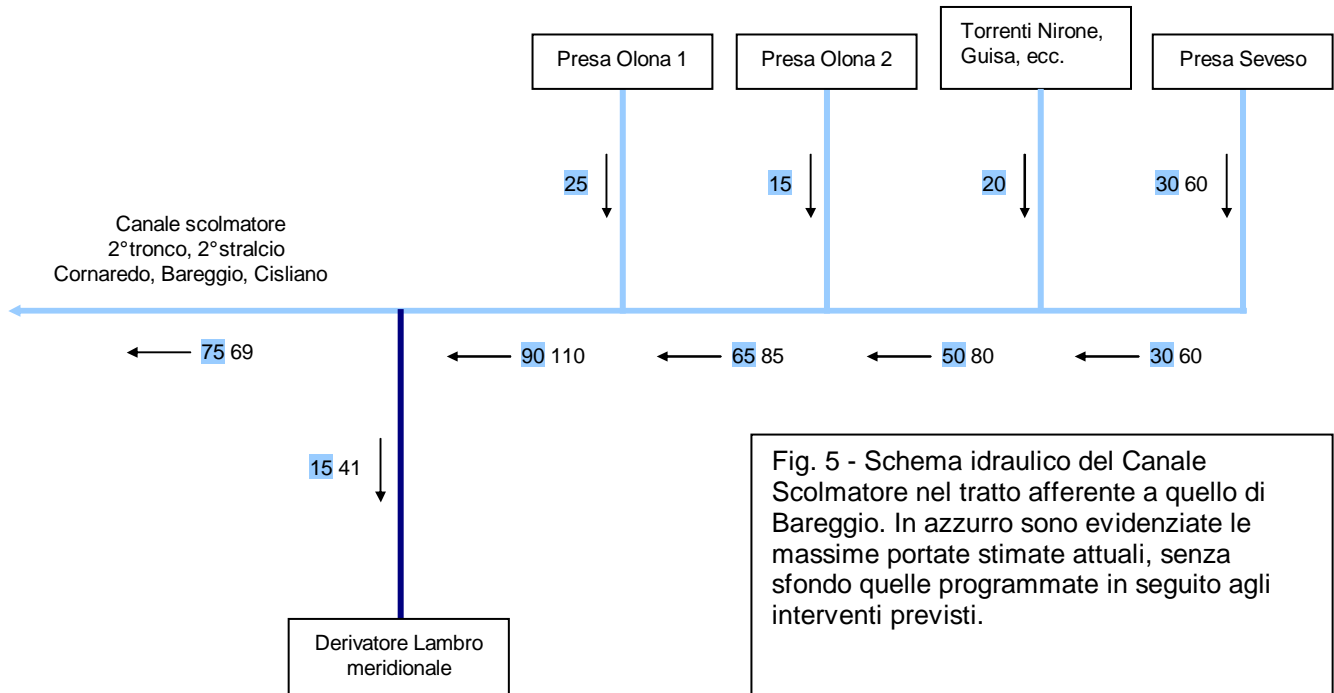 Presa Olona 1
Presa Olona 2
Torrenti Nirone,
Guisa, ecc.
Presa Seveso
25
15
20
30 60
Canale scolmatore
2° tronco, 2° stralcio
Cornaredo, Bareggio, Cisliano
75 69
90 110
65 85
50 80
30 60
15 41
Derivatore Lambro
meridionale
Fig. 5 - Schema idraulico del Canale
Scolmatore nel tratto afferente a quello di
Bareggio. In azzurro sono evidenziate le
massime portate stimate attuali, senza
sfondo quelle programmate in seguito agli
interventi previsti.